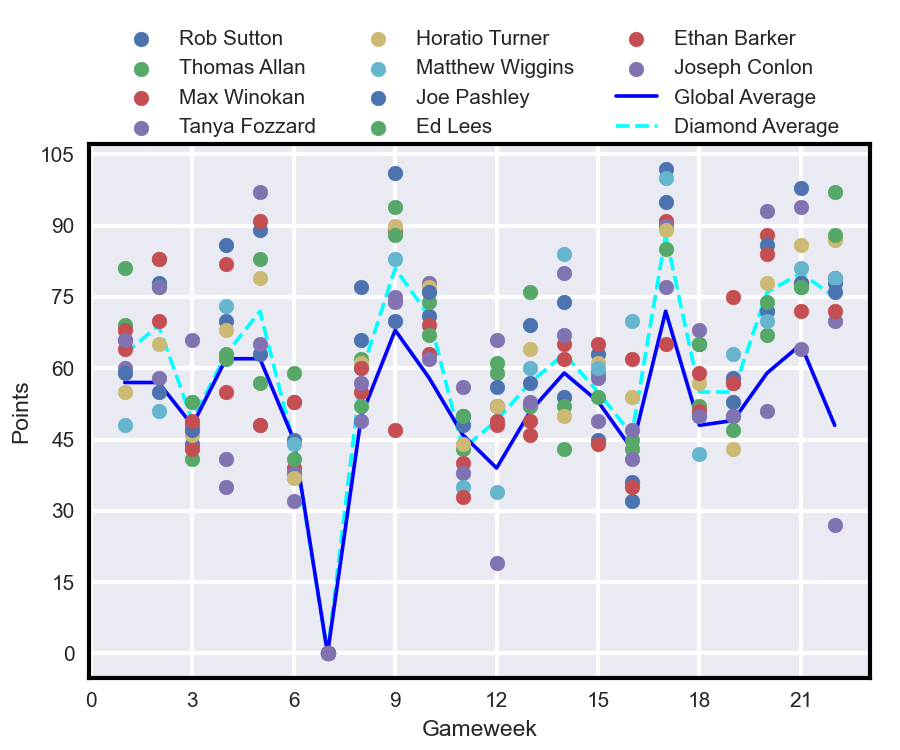 Rob Sutton
Thomas Allan
Max Winokan
Tanya Fozzard
Horatio Turner
Matthew Wiggins
Joe Pashley
Ed Lees
Ethan Barker
Joseph Conlon
Global Average
Diamond Average
105
90
75
60
45
30
15
0
Points
0 3 6 9 12 15 18 21
Gameweek